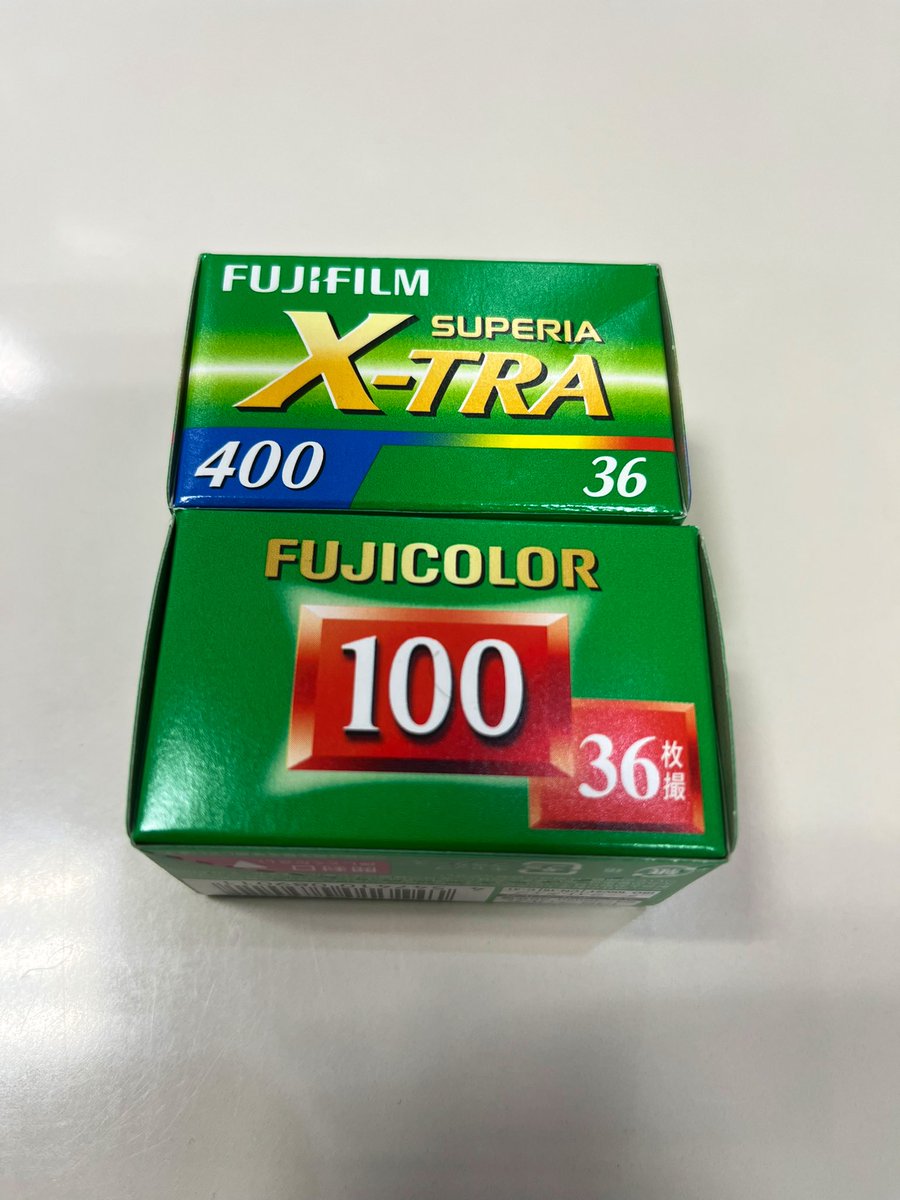 FUJIFILM
SUPERIA
X-TRA
400
36
FUJICOLOR
100
36枚撮